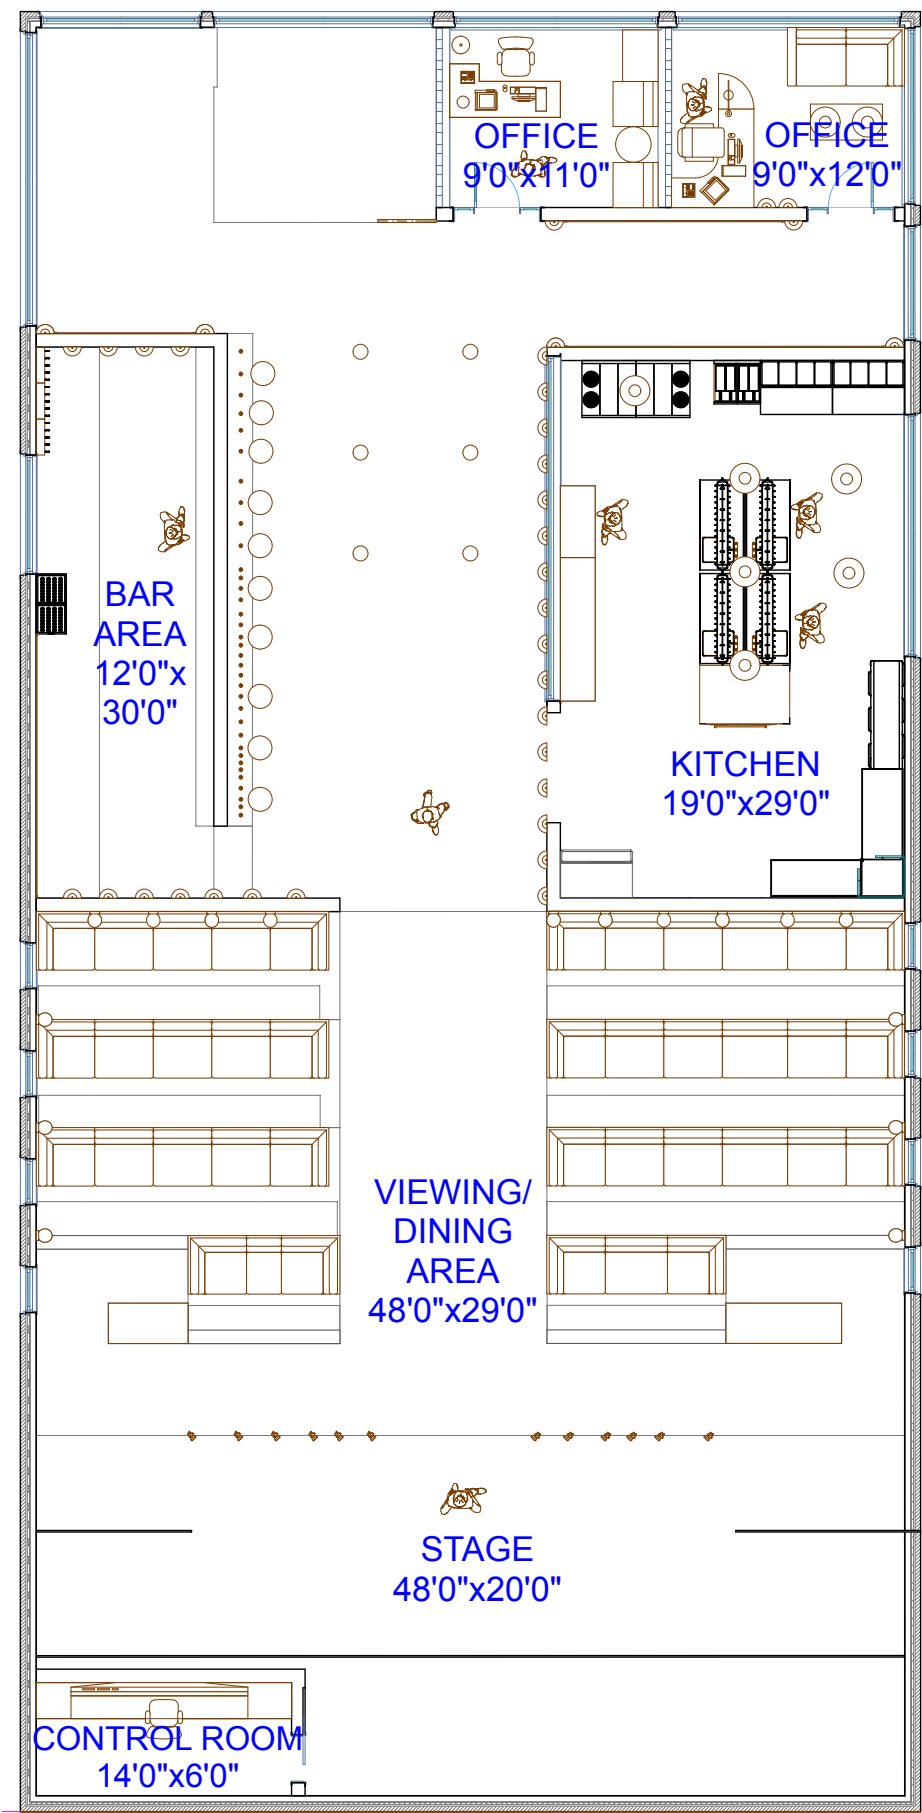 OFFICE
9'0"x11'0"
OFFICE
9'0"x12'0"
BAR
AREA
12'0"x
30'0"
KITCHEN
19'0"x29'0"
VIEWING/
DINING
AREA
48'0"x29'0"
STAGE
48'0"x20'0"
CONTROL ROOM
14'0"x6'0"